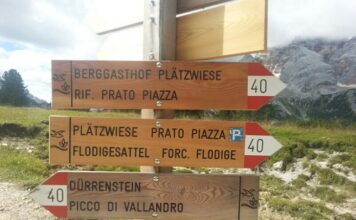 BERGGASTHOF PLÄTZWIESE
RIF. PRATO PIAZZA
40
PLÄTZWIESE PRATO PIAZZA P
FLODIGESATTEL FORC. FLODIGE
40
40
DÜRRENSTEIN
PICCO DI VALLANDRO